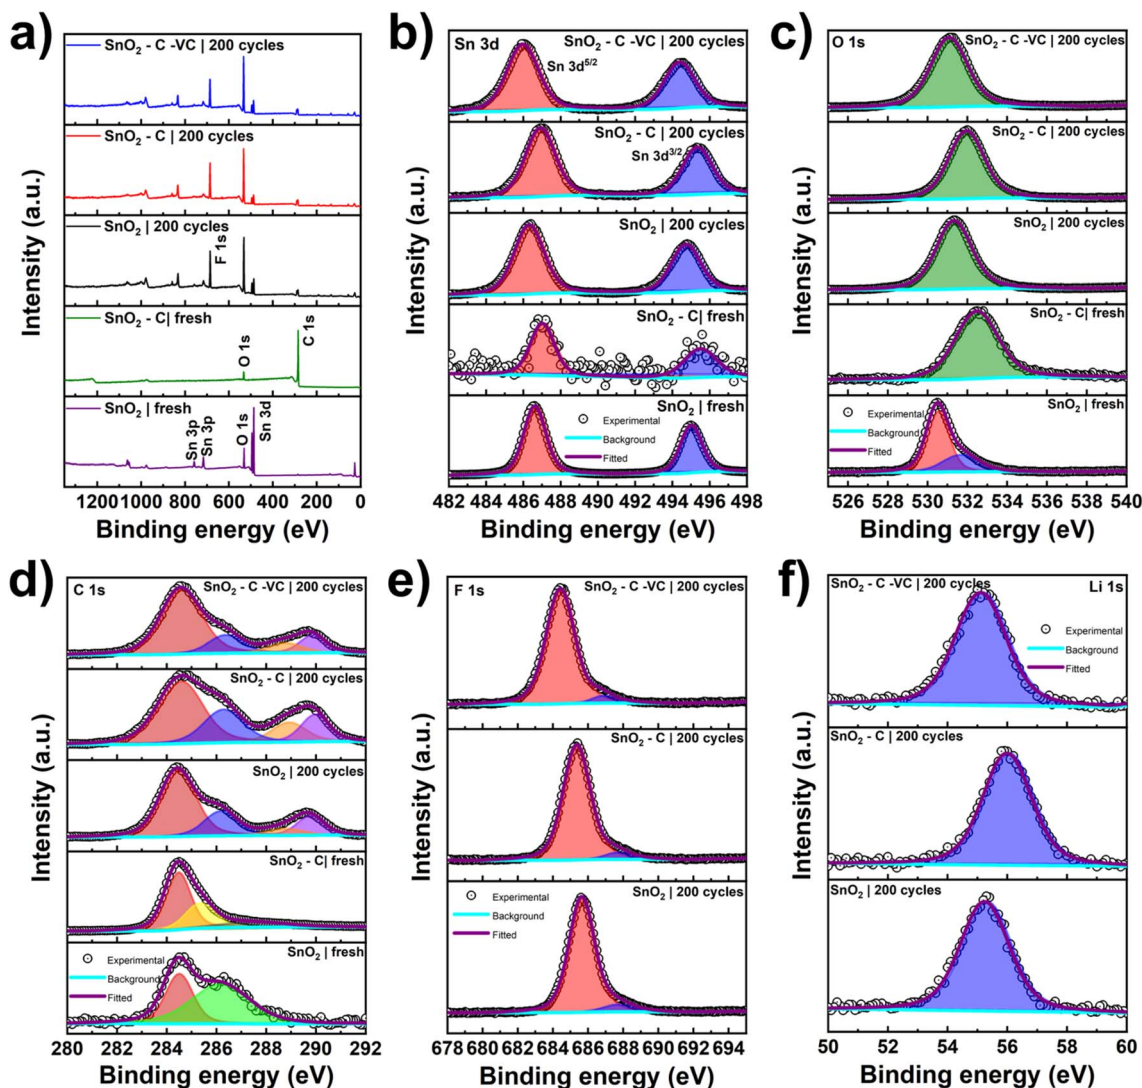 a)
SnO2 - C -VC | 200 cycles
SnO2 - C | 200 cycles
SnO2 | 200 cycles
F 1s
SnO2 - C| fresh
O 1s
C 1s
SnO2 | fresh
Sn 3p
Sn 3p
O 1s
Sn 3d
Intensity (a.u.)
1200 1000 800 600 400 200 0
Binding energy (eV)
b)
Sn 3d
SnO2 - C -VC | 200 cycles
Sn 3d5/2
SnO2 - C | 200 cycles
Sn 3d3/2
SnO2 | 200 cycles
SnO2 - C| fresh
SnO2 | fresh
Experimental
Background
Fitted
Intensity (a.u.)
482 484 486 488 490 492 494 496 498
Binding energy (eV)
c)
O 1s
SnO2 - C -VC | 200 cycles
SnO2 - C | 200 cycles
SnO2 | 200 cycles
SnO2 - C| fresh
SnO2 | fresh
Experimental
Background
Fitted
Intensity (a.u.)
526 528 530 532 534 536 538 540
Binding energy (eV)
d)
C 1s
SnO2 - C -VC | 200 cycles
SnO2 - C | 200 cycles
SnO2 | 200 cycles
SnO2 - C| fresh
SnO2 | fresh
Experimental
Background
Fitted
Intensity (a.u.)
280 282 284 286 288 290 292
Binding energy (eV)
e)
F 1s
SnO2 - C -VC | 200 cycles
SnO2 - C | 200 cycles
SnO2 | 200 cycles
Experimental
Background
Fitted
Intensity (a.u.)
678 680 682 684 686 688 690 692 694
Binding energy (eV)
f)
SnO2 - C -VC | 200 cycles
Li 1s
Experimental
Background
Fitted
SnO2 - C | 200 cycles
SnO2 | 200 cycles
Intensity (a.u.)
50 52 54 56 58 60
Binding energy (eV)